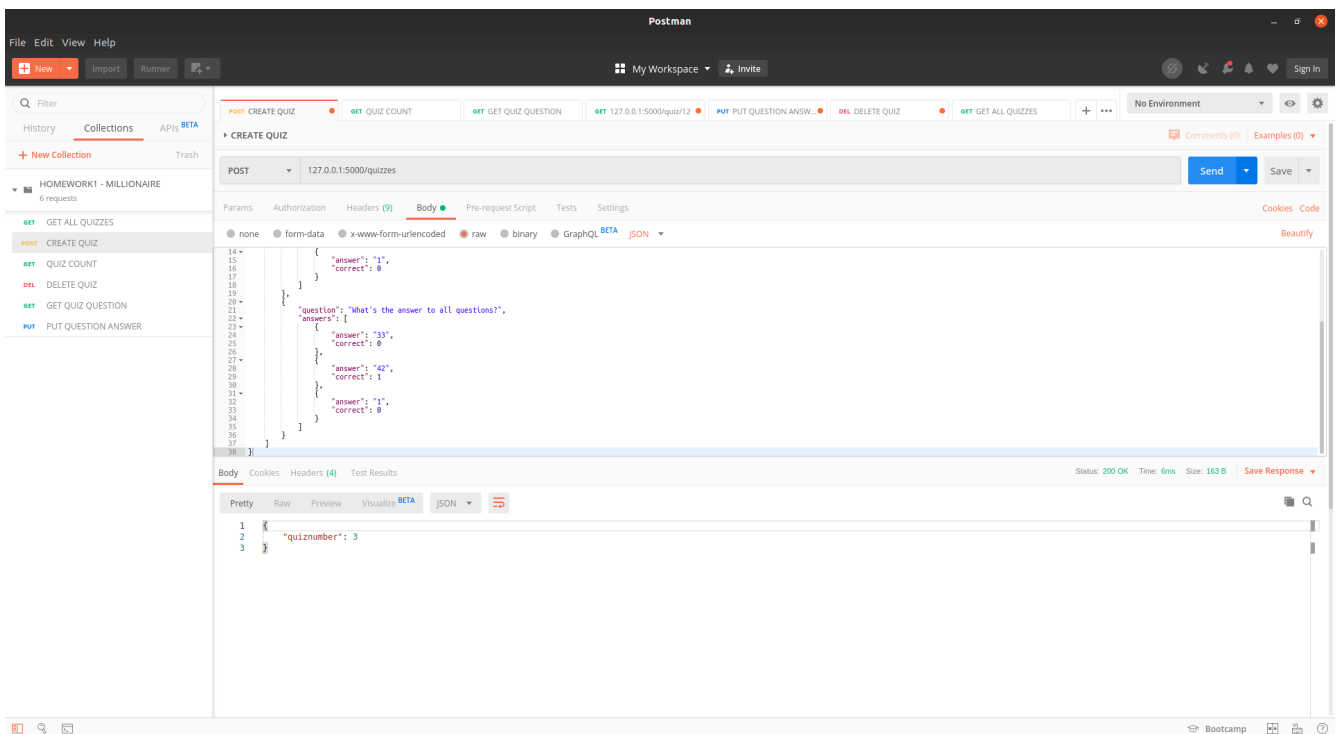 Postman
File Edit View Help
New Import Runner My Workspace Invite Sign In
Filter
History Collections APIs BETA
+ New Collection Trash
HOMEWORK1 - MILLIONAIRE
6 requests
GET GET ALL QUIZZES
POST CREATE QUIZ
GET QUIZ COUNT
DEL DELETE QUIZ
GET GET QUIZ QUESTION
PUT PUT QUESTION ANSWER
POST CREATE QUIZ GET QUIZ COUNT GET GET QUIZ QUESTION GET 127.0.0.1:5000/quiz/12 PUT PUT QUESTION ANSW... DEL DELETE QUIZ GET GET ALL QUIZZES + ••• No Environment
CREATE QUIZ Comments (0) Examples (0)
POST 127.0.0.1:5000/quizzes Send Save
Params Authorization Headers (9) Body Pre-request Script Tests Settings Cookies Code
none form-data x-www-form-urlencoded raw binary GraphQL BETA JSON Beautify
14 {
15 "answer": "1",
16 "correct": 0
17 }
18 ]
19 },
20 {
21 "question": "What's the answer to all questions?",
22 "answers": [
23 {
24 "answer": "33",
25 "correct": 0
26 },
27 {
28 "answer": "42",
29 "correct": 1
30 },
31 {
32 "answer": "1",
33 "correct": 0
34 }
35 ]
36 }
37 ]
38 }
Body Cookies Headers (4) Test Results Status: 200 OK Time: 6ms Size: 163 B Save Response
Pretty Raw Preview Visualize BETA JSON
1 {
2 "quiznumber": 3
3 }
Bootcamp